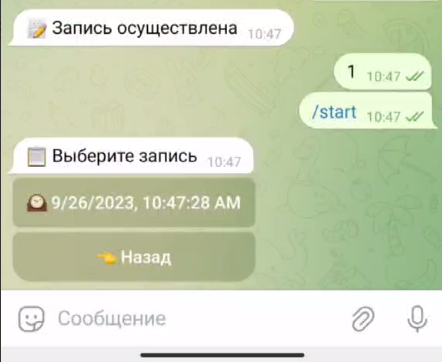 📝 Запись осуществлена 10:47
1 10:47
/start 10:47
📋 Выберите запись 10:47
🕰 9/26/2023, 10:47:28 AM
👈 Назад
Сообщение